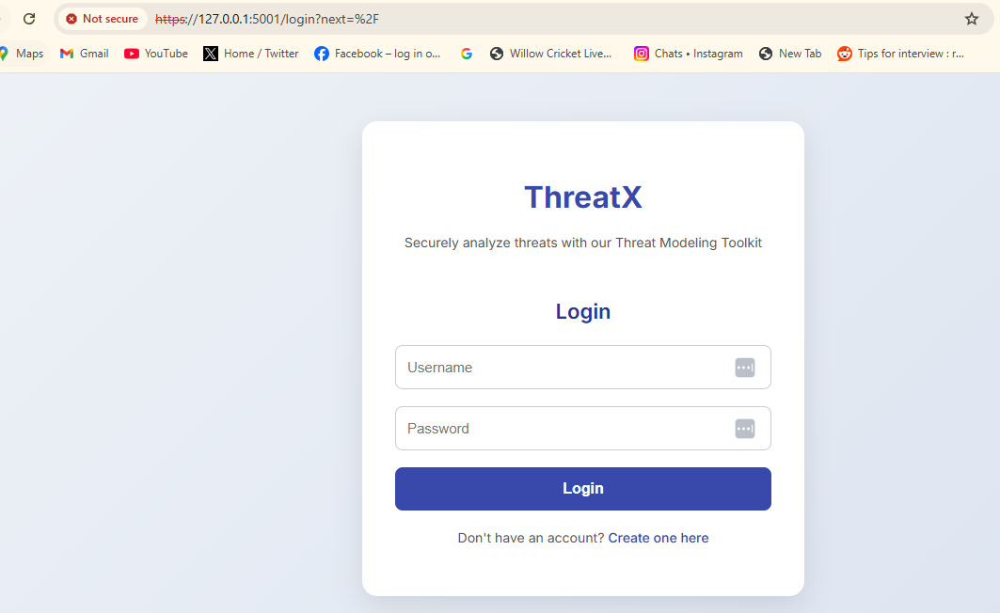 Not secure https://127.0.0.1:5001/login?next=%2F
Maps Gmail YouTube Home / Twitter Facebook – log in o... Willow Cricket Live... Chats • Instagram New Tab Tips for interview : r...
ThreatX
Securely analyze threats with our Threat Modeling Toolkit
Login
Username
Password
Login
Don't have an account? Create one here